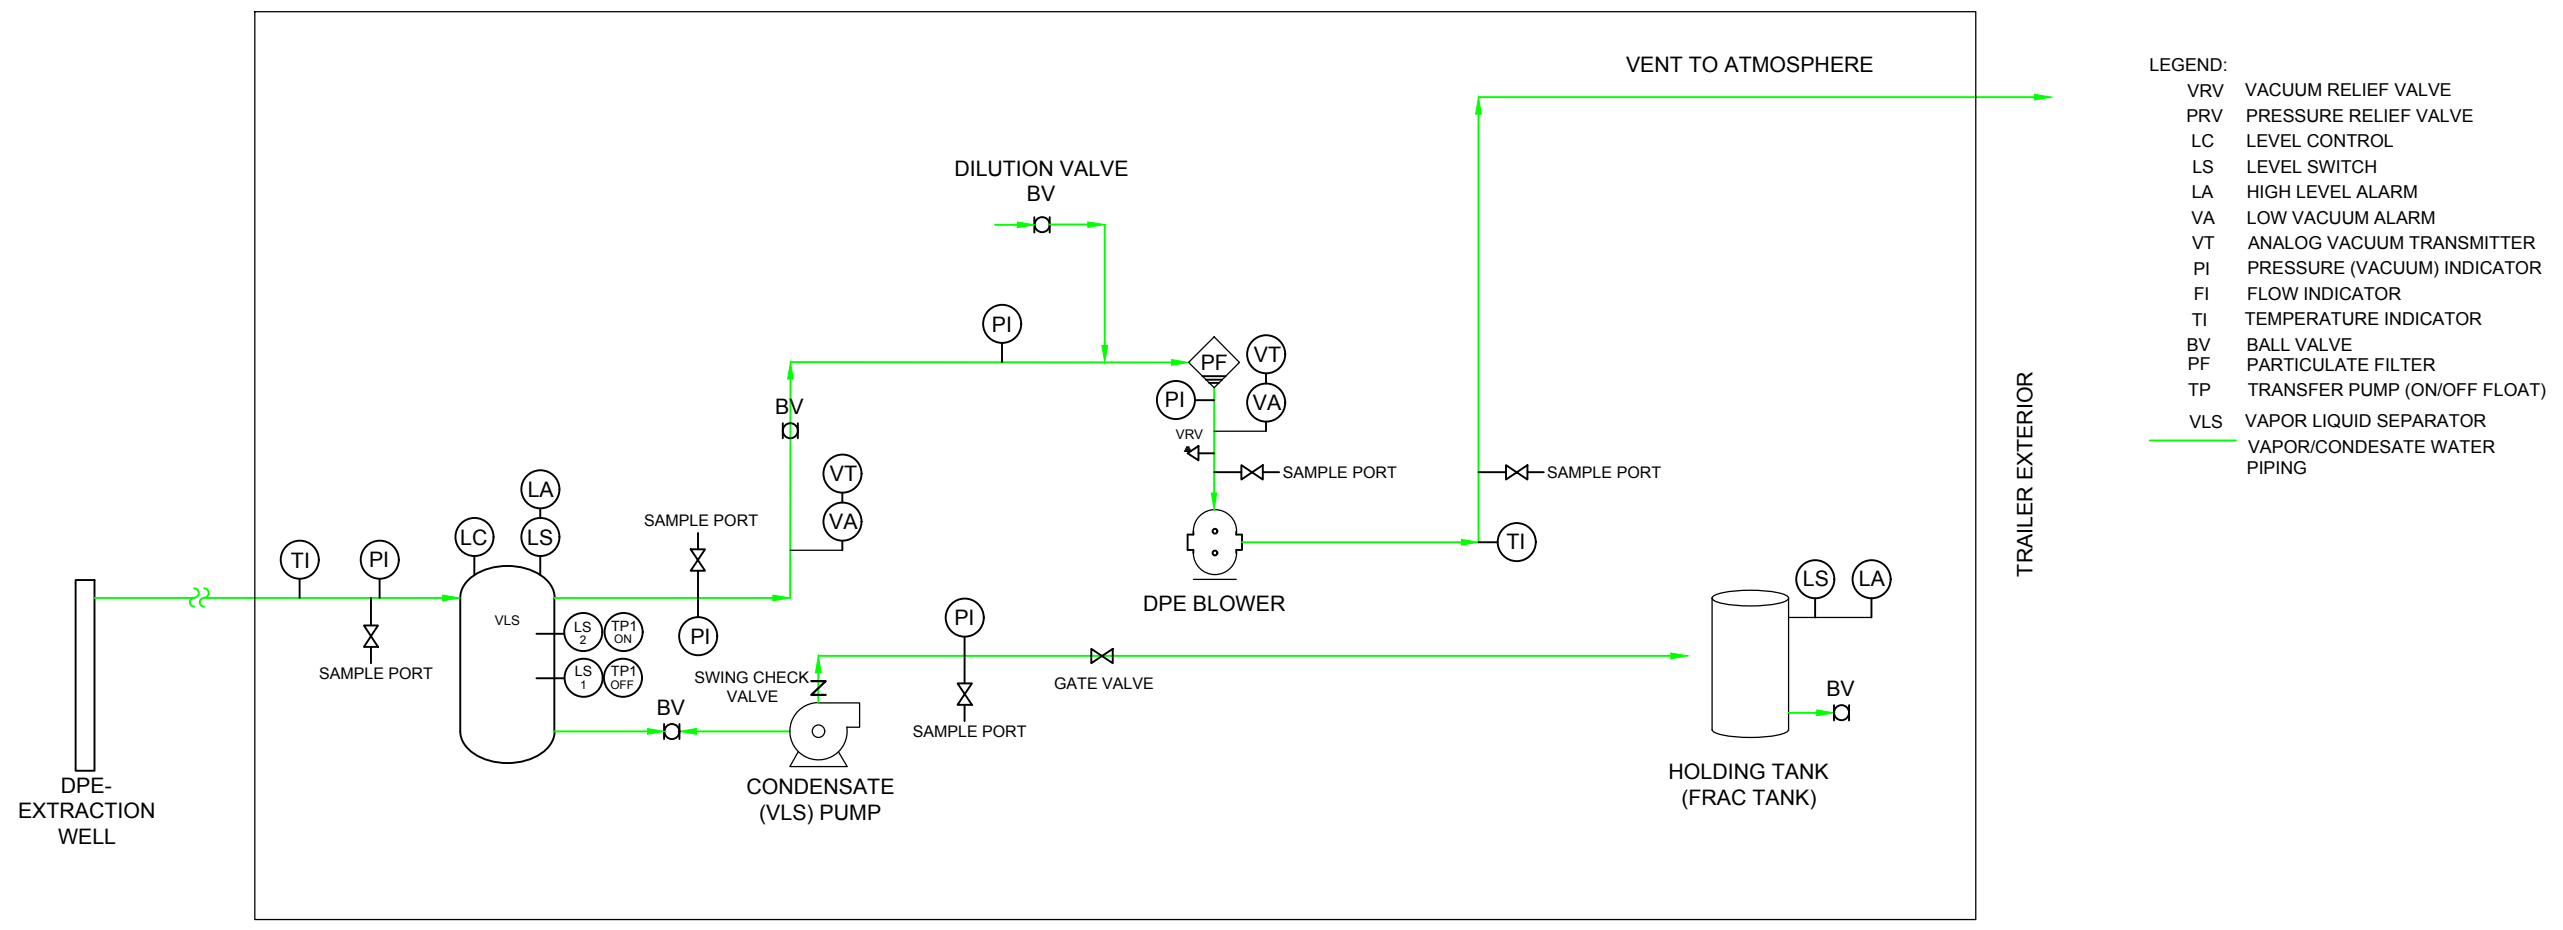 VENT TO ATMOSPHERE
DILUTION VALVE
BV
PI
PF
VT
PI
VA
BV
VRV
SAMPLE PORT
SAMPLE PORT
VT
VA
LA
LC
LS
SAMPLE PORT
TI
PI
TI
DPE BLOWER
LS
LA
VLS
LS
2
TP1
ON
PI
PI
SAMPLE PORT
LS
1
TP1
OFF
SWING CHECK
VALVE
GATE VALVE
BV
SAMPLE PORT
BV
DPE-
EXTRACTION
WELL
CONDENSATE
(VLS) PUMP
HOLDING TANK
(FRAC TANK)
TRAILER EXTERIOR
LEGEND:
VRV VACUUM RELIEF VALVE
PRV PRESSURE RELIEF VALVE
LC LEVEL CONTROL
LS LEVEL SWITCH
LA HIGH LEVEL ALARM
VA LOW VACUUM ALARM
VT ANALOG VACUUM TRANSMITTER
PI PRESSURE (VACUUM) INDICATOR
FI FLOW INDICATOR
TI TEMPERATURE INDICATOR
BV BALL VALVE
PF PARTICULATE FILTER
TP TRANSFER PUMP (ON/OFF FLOAT)
VLS VAPOR LIQUID SEPARATOR
VAPOR/CONDESATE WATER
PIPING